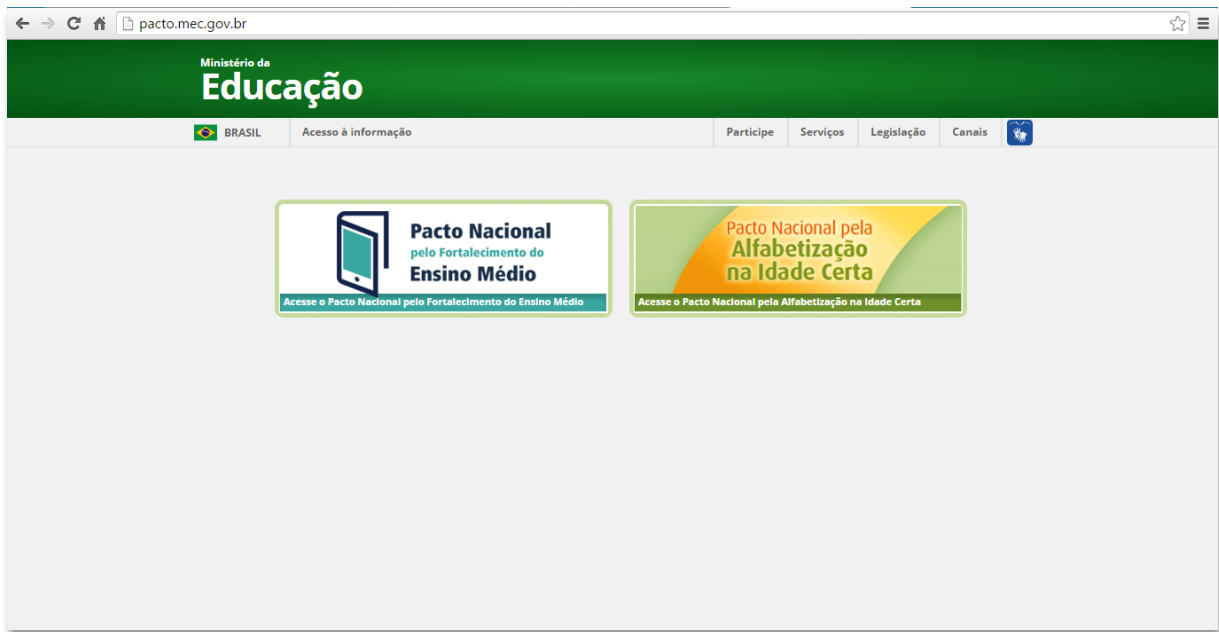 pacto.mec.gov.br
Ministério da
Educação
BRASIL
Acesso à informação
Participe
Serviços
Legislação
Canais
Pacto Nacional
pelo Fortalecimento do
Ensino Médio
Acesse o Pacto Nacional pelo Fortalecimento do Ensino Médio
Pacto Nacional pela
Alfabetização
na Idade Certa
Acesse o Pacto Nacional pela Alfabetização na Idade Certa